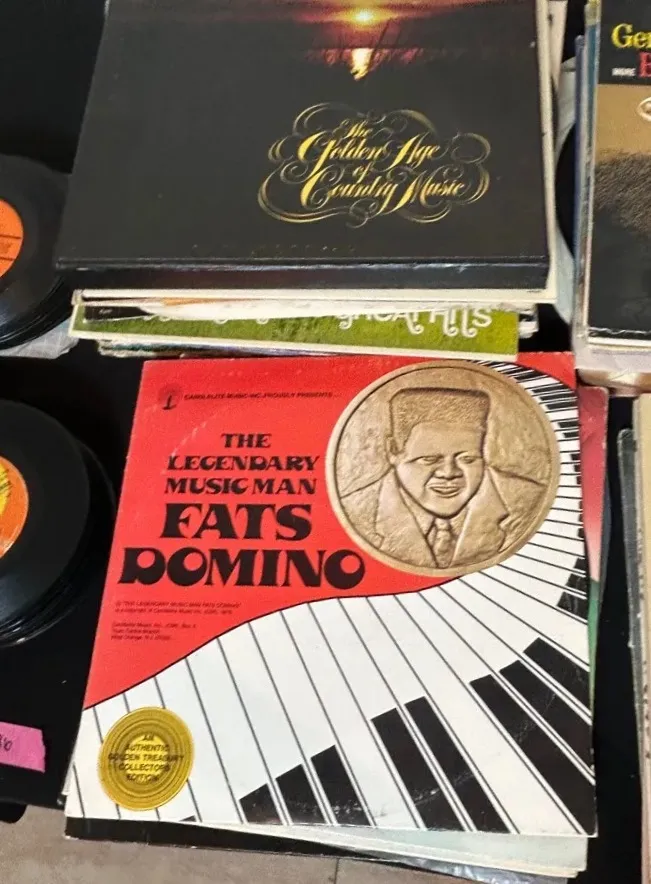 The
Golden Age
of
Country Music
Ge
GREAT HITS
CANDLELITE MUSIC INC. PROUDLY PRESENTS...
THE
LEGENDARY
MUSIC MAN
FATS
DOMINO
AN
AUTHENTIC
GOLDEN TREASURY
COLLECTORS
EDITION